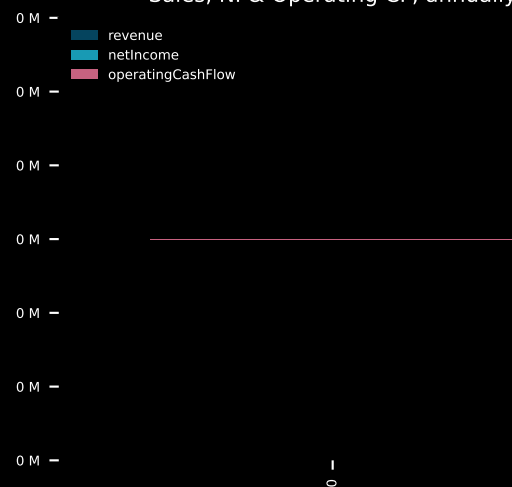 Sales, NI & Operating CF, annually
0 M
revenue
netIncome
operatingCashFlow
0 M
0 M
0 M
0 M
0 M
0 M
0